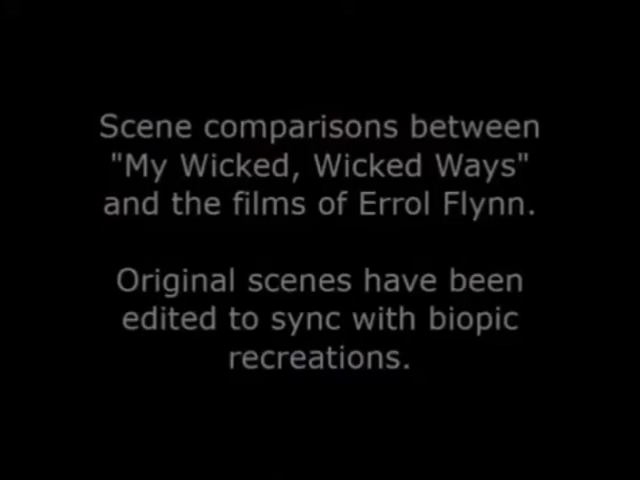 Scene comparisons between
"My Wicked, Wicked Ways"
and the films of Errol Flynn.
Original scenes have been
edited to sync with biopic
recreations.